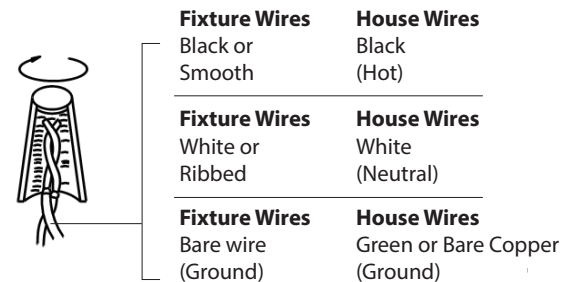 Fixture Wires House Wires
Black or Black
Smooth (Hot)
Fixture Wires House Wires
White or White
Ribbed (Neutral)
Fixture Wires House Wires
Bare wire Green or Bare Copper
(Ground) (Ground)